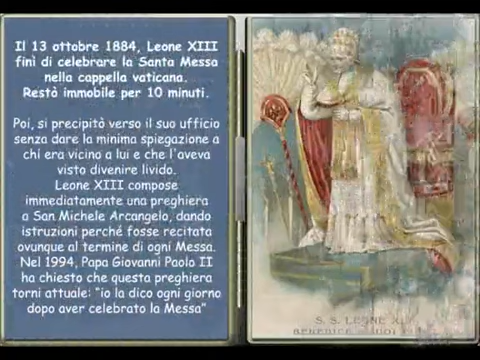 Il 13 ottobre 1884, Leone XIII
finì di celebrare la Santa Messa
nella cappella vaticana.
Restò immobile per 10 minuti.
Poi, si precipitò verso il suo ufficio
senza dare la minima spiegazione a
chi era vicino a lui e che l'aveva
visto divenire livido.
Leone XIII compose
immediatamente una preghiera
a San Michele Arcangelo, dando
istruzioni perché fosse recitata
ovunque al termine di ogni Messa.
Nel 1994, Papa Giovanni Paolo II
ha chiesto che questa preghiera
torni attuale: “io la dico ogni giorno
dopo aver celebrato la Messa”
S. S. LEONE